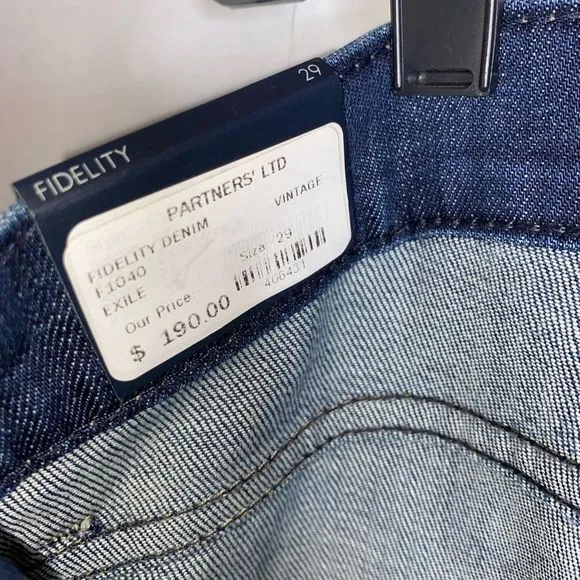 29
FIDELITY
PARTNERS' LTD
FIDELITY DENIM VINTAGE
F1040
EXILE Size: 29
406431
Our Price
$ 190.00